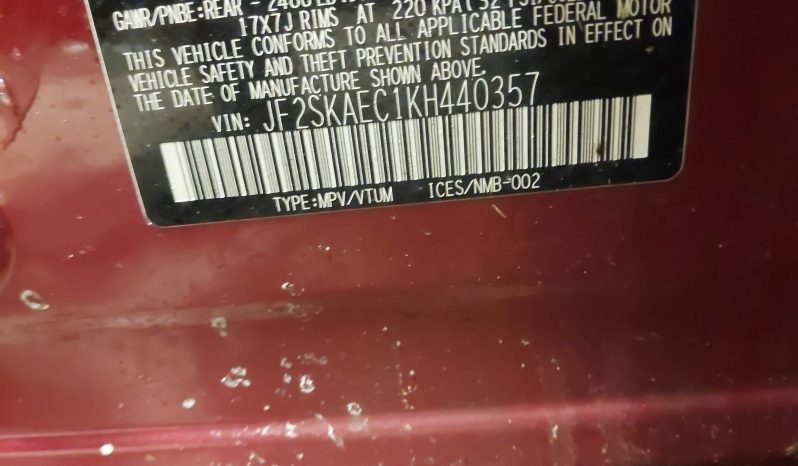 GAWR/PNBE:REAR -
17X7J RIMS AT 220 KPA(
THIS VEHICLE CONFORMS TO ALL APPLICABLE FEDERAL MOTOR
VEHICLE SAFETY AND THEFT PREVENTION STANDARDS IN EFFECT ON
THE DATE OF MANUFACTURE SHOWN ABOVE.
VIN: JF2SKAEC1KH440357
TYPE:MPV/VTUM ICES/NMB-002